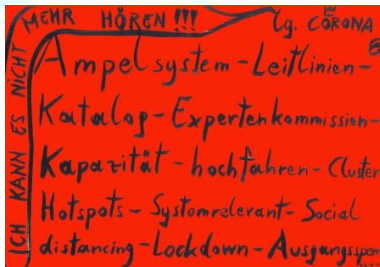 ICH KANN ES NICHT
MEHR HÖREN!!!
Lg. CORONA
Ampelsystem-Leitlinien-
Katalog-Expertenkommission-
Kapazität-hochfahren-Cluster
Hotspots-Systemrelevant-Social
distancing-Lockdown-Ausgangssperr